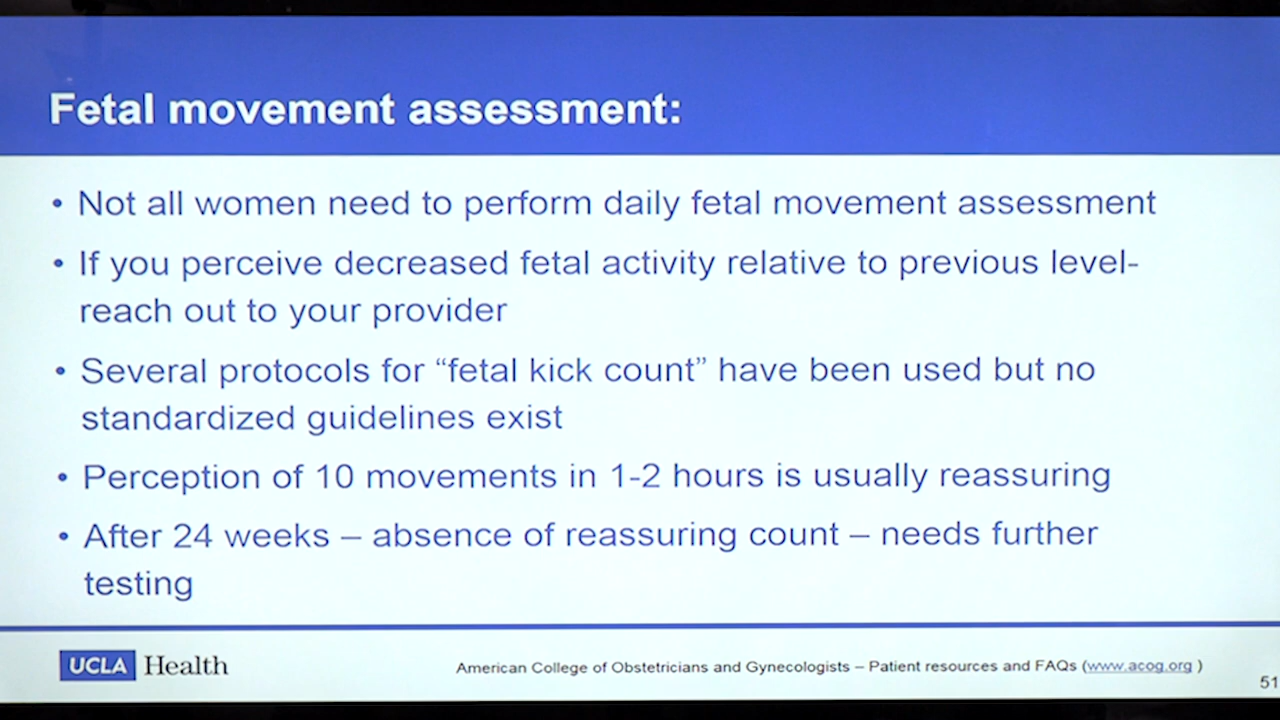 Fetal movement assessment:
• Not all women need to perform daily fetal movement assessment
• If you perceive decreased fetal activity relative to previous level-
reach out to your provider
• Several protocols for “fetal kick count” have been used but no
standardized guidelines exist
• Perception of 10 movements in 1-2 hours is usually reassuring
• After 24 weeks – absence of reassuring count – needs further
testing
UCLA Health
American College of Obstetricians and Gynecologists – Patient resources and FAQs (www.acog.org )
51